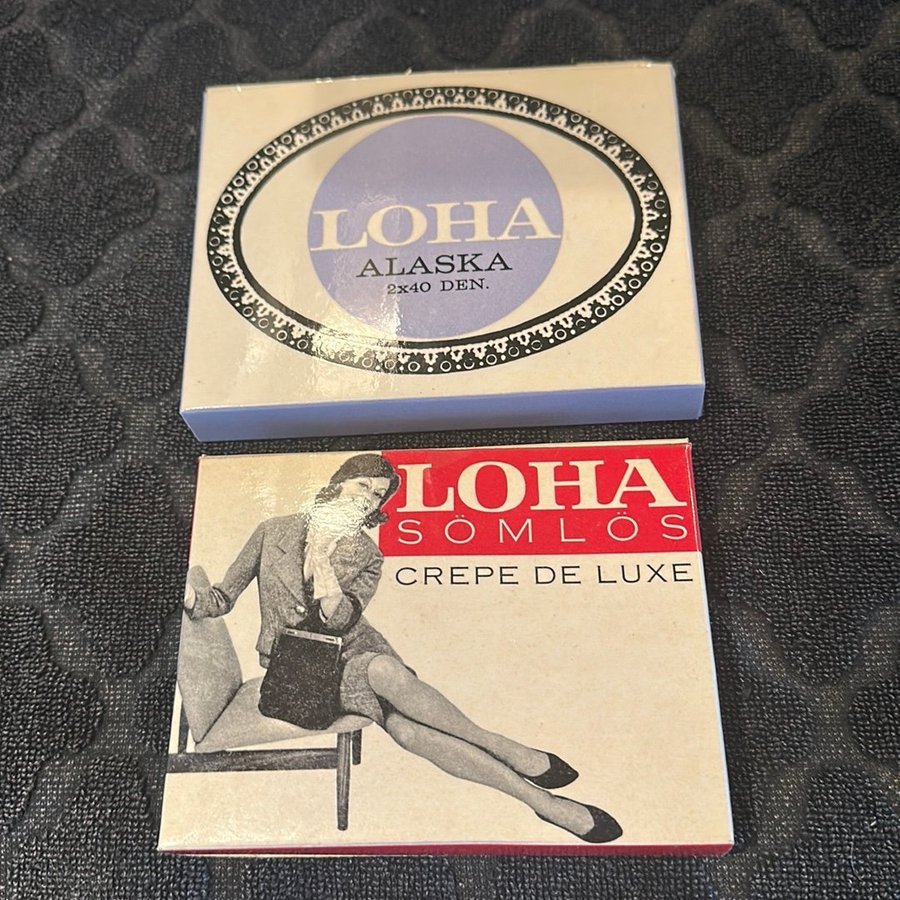 LOHA
ALASKA
2x40 DEN.
LOHA
SÖMLÖS
CREPE DE LUXE